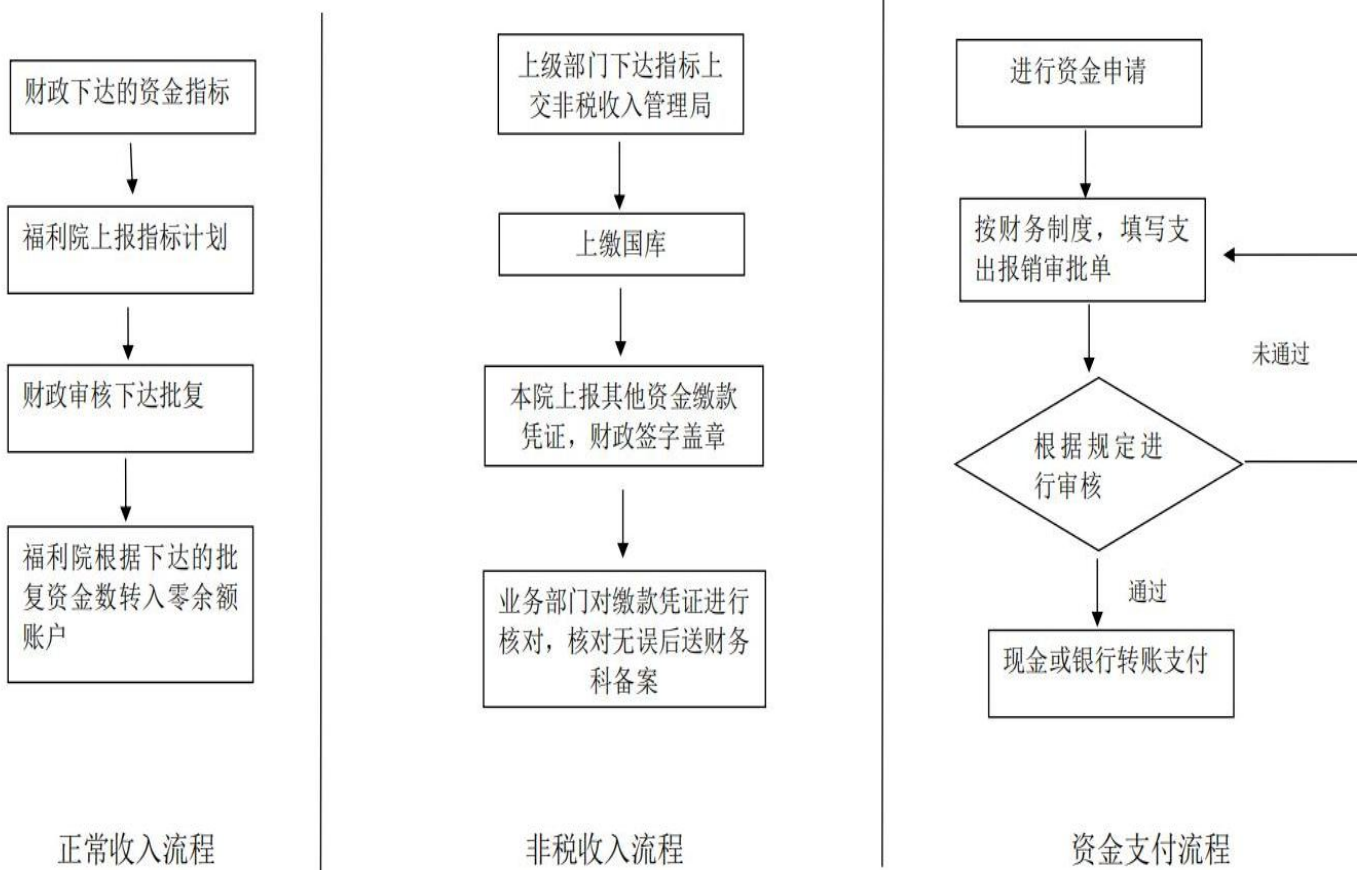 财政下达的资金指标
福利院上报指标计划
财政审核下达批复
福利院根据下达的批
复资金数转入零余额
账户
正常收入流程
上级部门下达指标上
交非税收入管理局
上缴国库
本院上报其他资金缴款
凭证，财政签字盖章
业务部门对缴款凭证进行
核对，核对无误后送财务
科备案
非税收入流程
进行资金申请
按财务制度，填写支
出报销审批单
未通过
根据规定进
行审核
通过
现金或银行转账支付
资金支付流程